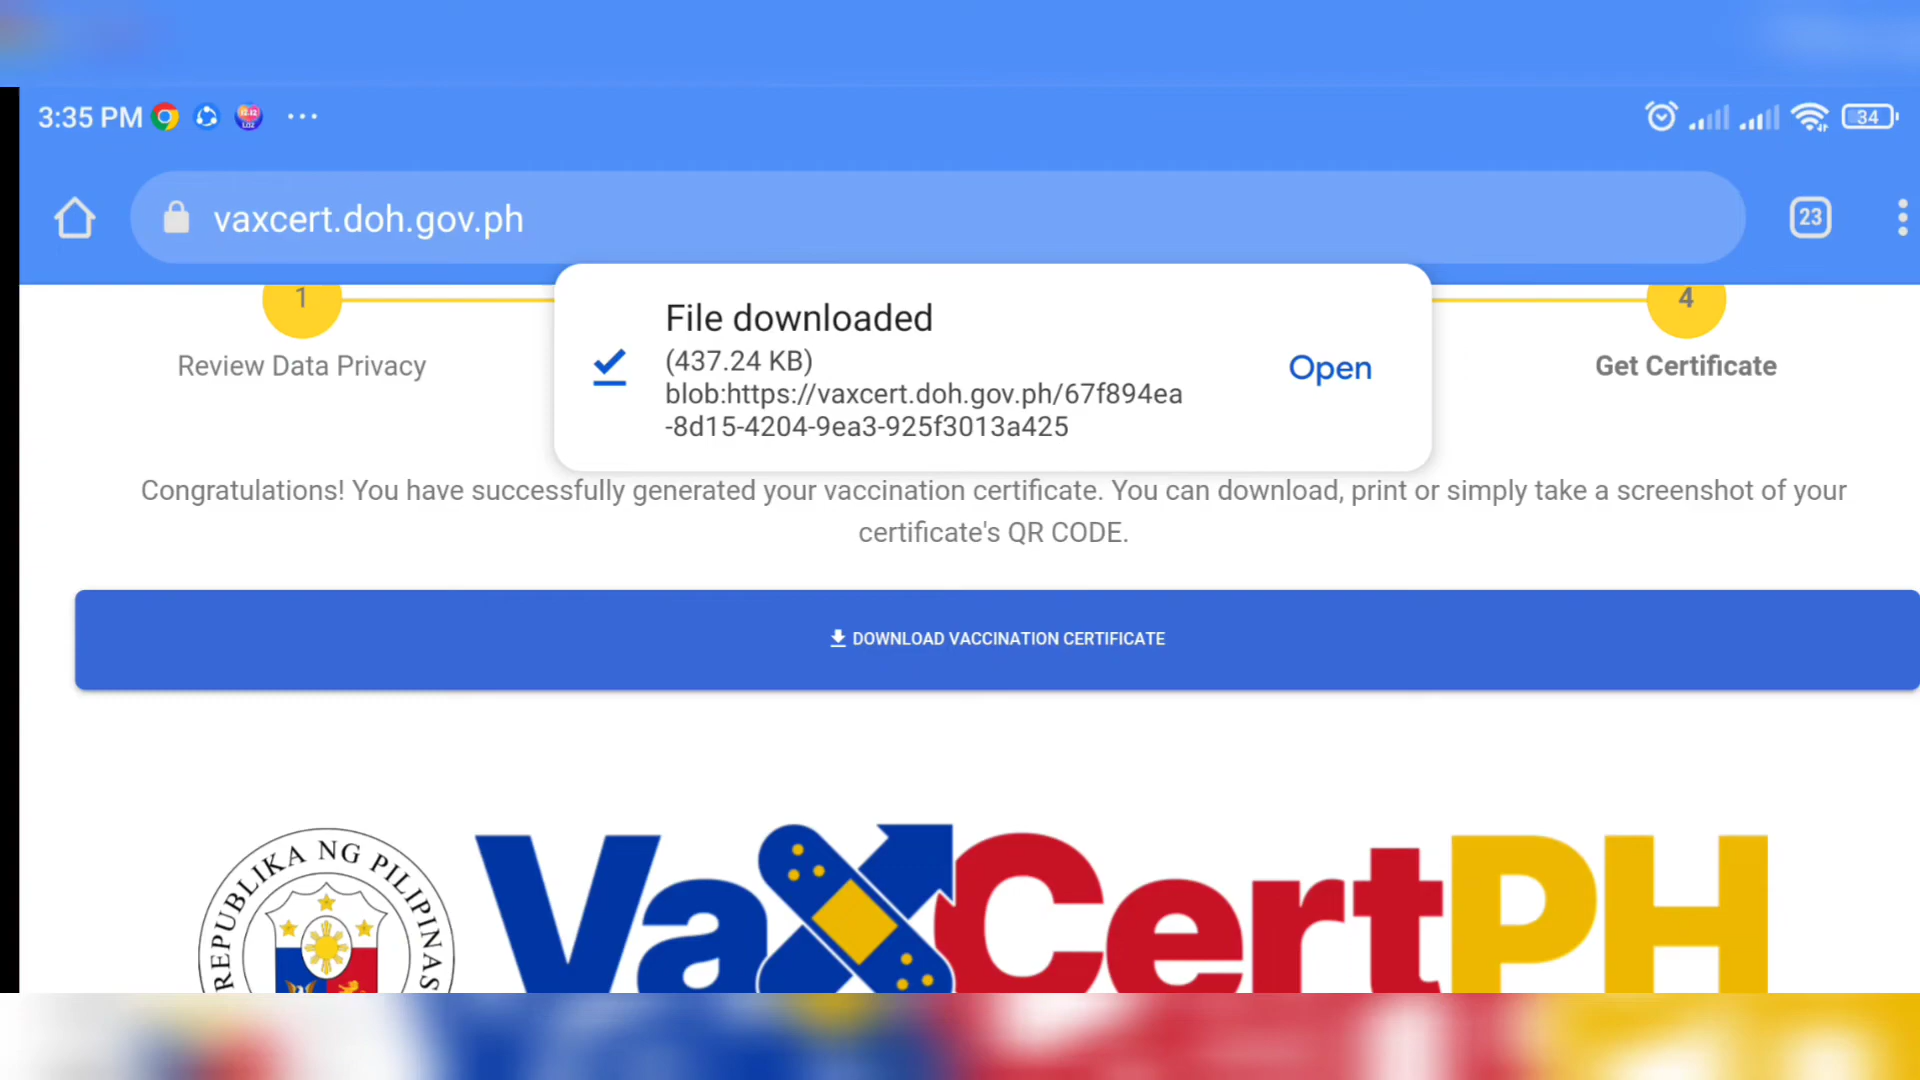 3:35 PM
12.12
34
vaxcert.doh.gov.ph
23
1
4
File downloaded
(437.24 KB)
blob:https://vaxcert.doh.gov.ph/67f894ea
-8d15-4204-9ea3-925f3013a425
Open
Review Data Privacy
Get Certificate
Congratulations! You have successfully generated your vaccination certificate. You can download, print or simply take a screenshot of your
certificate's QR CODE.
DOWNLOAD VACCINATION CERTIFICATE
REPUBLIKA NG PILIPINAS
VaxCertPH